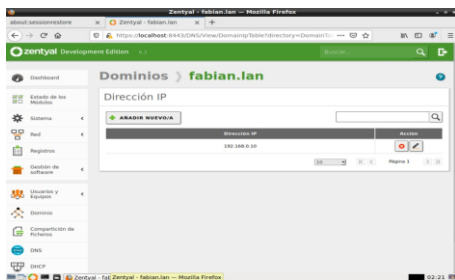 Zentyal - fabian.lan — Mozilla Firefox
about:sessionrestore
Zentyal - fabian.lan
https://localhost:8443/DNS/View/DomainIpTable?directory=DomainT
zentyal Development Edition
Buscar...
Dashboard
Estado de los Módulos
Sistema
Red
Registros
Gestión de software
Usuarios y Equipos
Dominio
Compartición de Ficheros
DNS
DHCP
Dominios fabian.lan
Dirección IP
AÑADIR NUEVO/A
Dirección IP Acción
192.168.0.10
10 Página 1
Zentyal - fabian.lan — Mozilla Firefox
02:21